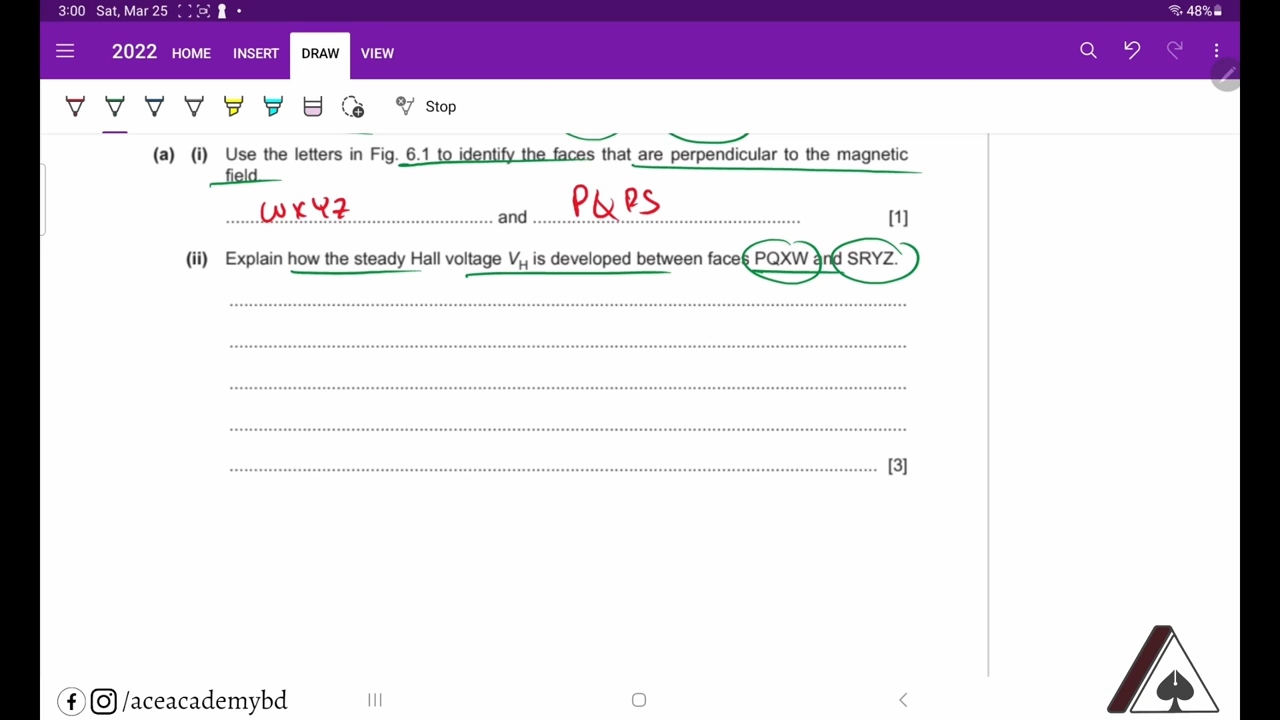 3:00 Sat, Mar 25 48%
2022 HOME INSERT DRAW VIEW
Stop
(a) (i) Use the letters in Fig. 6.1 to identify the faces that are perpendicular to the magnetic
field.
WXYZ and PQRS [1]
(ii) Explain how the steady Hall voltage VH is developed between faces PQXW and SRYZ.
[3]
/aceacademybd